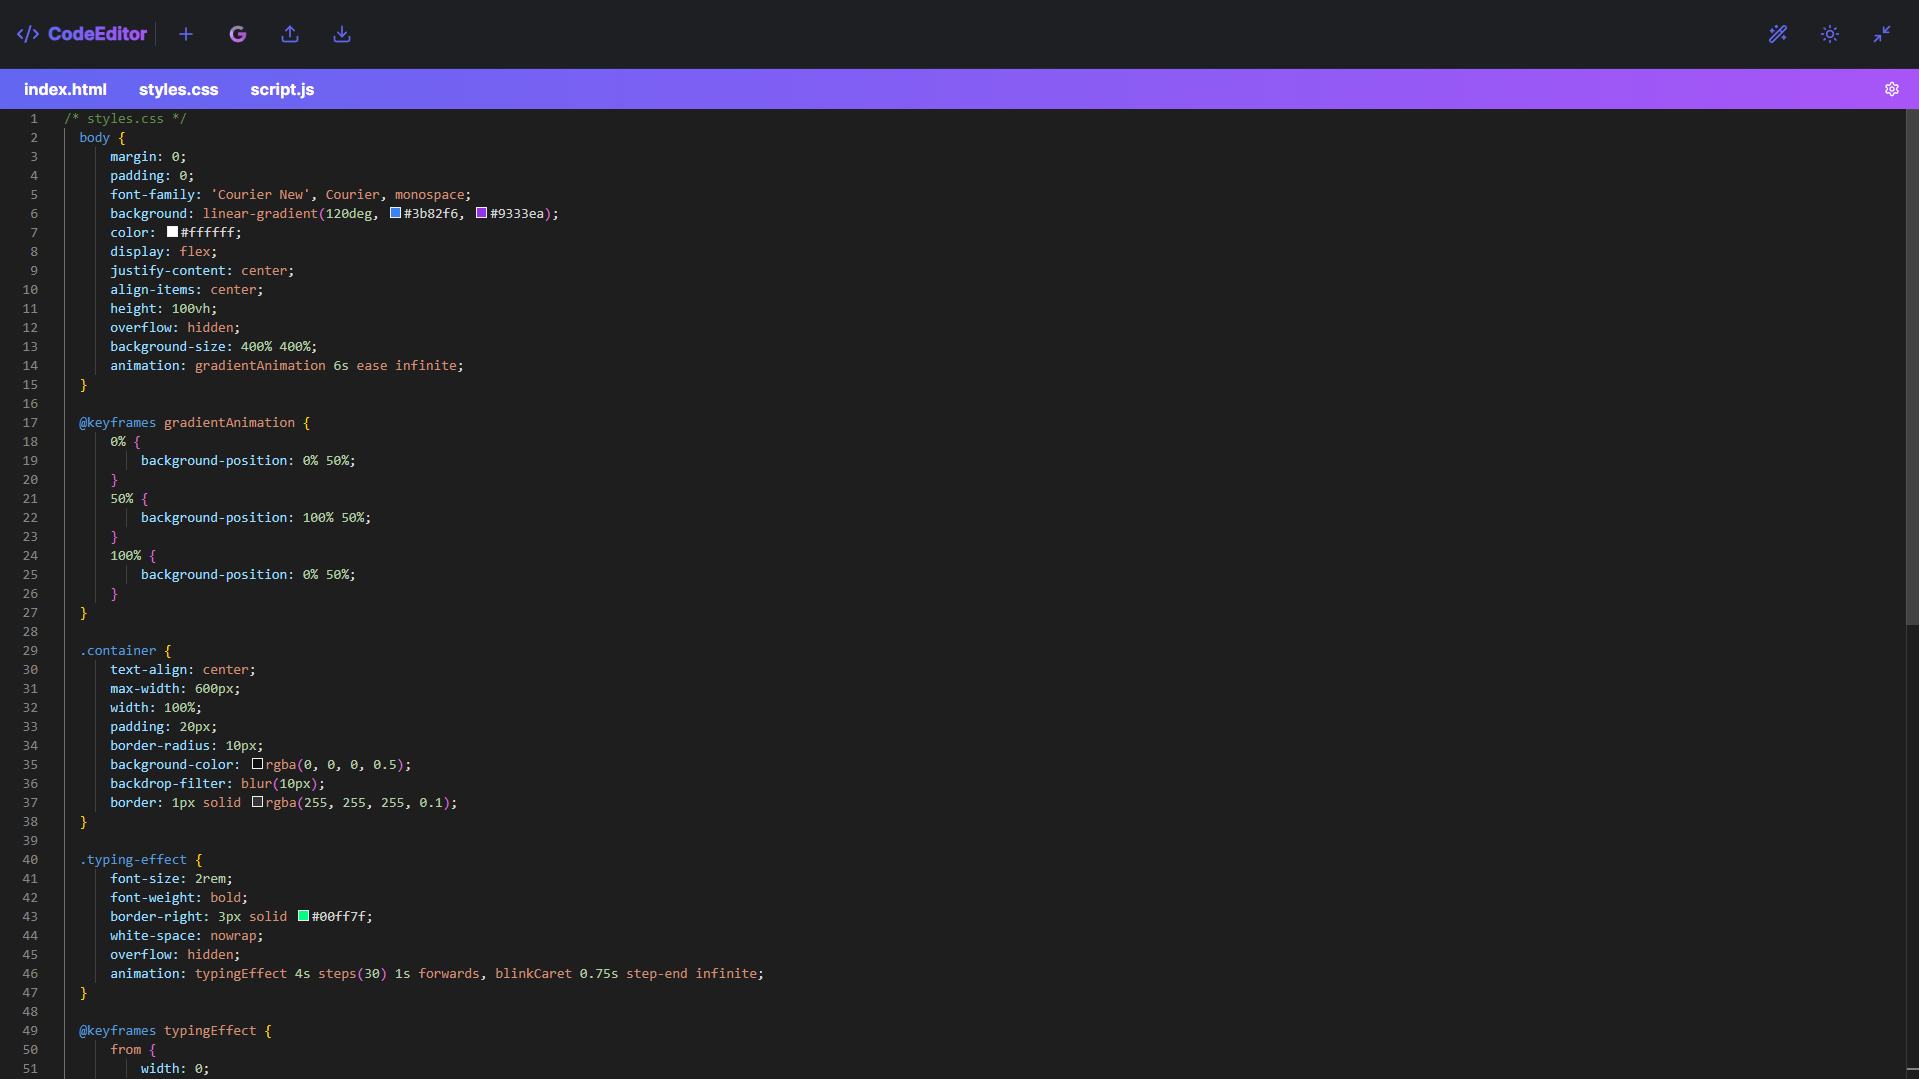 CodeEditor
index.html styles.css script.js
1 /* styles.css */
2 body {
3 margin: 0;
4 padding: 0;
5 font-family: 'Courier New', Courier, monospace;
6 background: linear-gradient(120deg, #3b82f6, #9333ea);
7 color: #ffffff;
8 display: flex;
9 justify-content: center;
10 align-items: center;
11 height: 100vh;
12 overflow: hidden;
13 background-size: 400% 400%;
14 animation: gradientAnimation 6s ease infinite;
15 }
16
17 @keyframes gradientAnimation {
18 0% {
19 background-position: 0% 50%;
20 }
21 50% {
22 background-position: 100% 50%;
23 }
24 100% {
25 background-position: 0% 50%;
26 }
27 }
28
29 .container {
30 text-align: center;
31 max-width: 600px;
32 width: 100%;
33 padding: 20px;
34 border-radius: 10px;
35 background-color: rgba(0, 0, 0, 0.5);
36 backdrop-filter: blur(10px);
37 border: 1px solid rgba(255, 255, 255, 0.1);
38 }
39
40 .typing-effect {
41 font-size: 2rem;
42 font-weight: bold;
43 border-right: 3px solid #00ff7f;
44 white-space: nowrap;
45 overflow: hidden;
46 animation: typingEffect 4s steps(30) 1s forwards, blinkCaret 0.75s step-end infinite;
47 }
48
49 @keyframes typingEffect {
50 from {
51 width: 0;